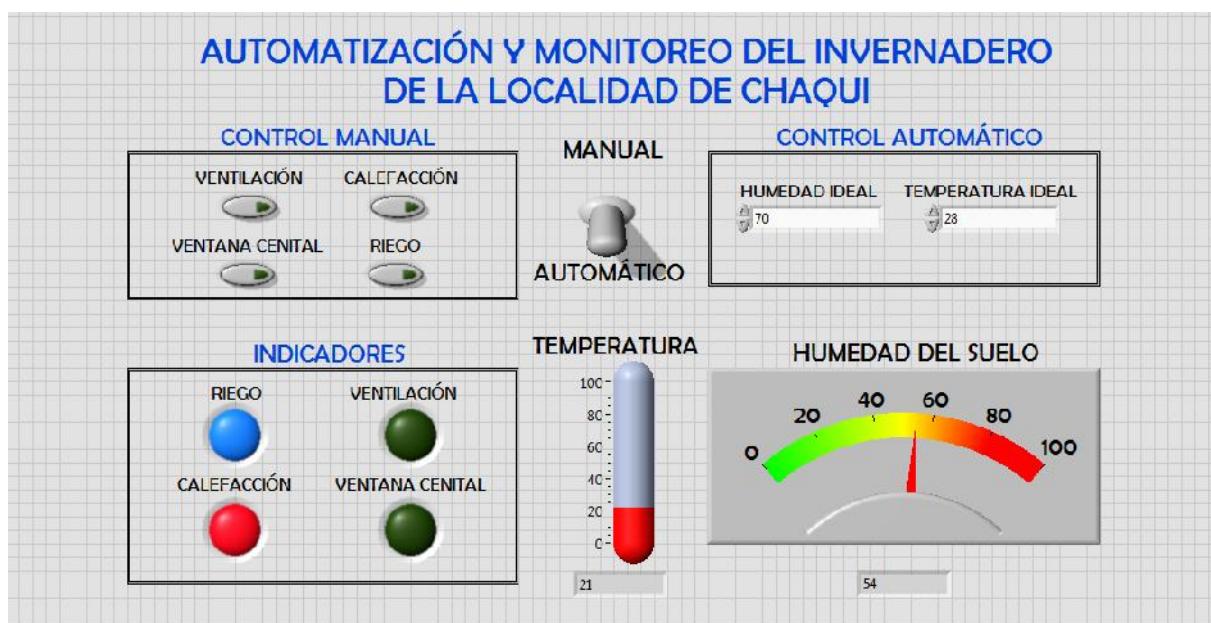 AUTOMATIZACIÓN Y MONITOREO DEL INVERNADERO
DE LA LOCALIDAD DE CHAQUI
CONTROL MANUAL
VENTILACIÓN CALEFACCIÓN
VENTANA CENITAL RIEGO
MANUAL
AUTOMÁTICO
CONTROL AUTOMÁTICO
HUMEDAD IDEAL TEMPERATURA IDEAL
70 28
INDICADORES
RIEGO VENTILACIÓN
CALEFACCIÓN VENTANA CENITAL
TEMPERATURA
100
80
60
40
20
0
21
HUMEDAD DEL SUELO
0 20 40 60 80 100
54